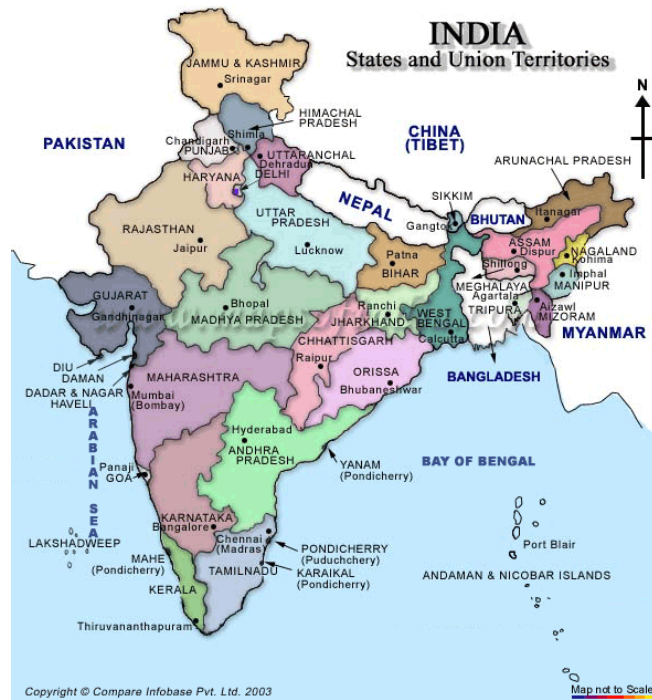 INDIA
States and Union Territories
N
JAMMU & KASHMIR
Srinagar
HIMACHAL
PRADESH
PAKISTAN
CHINA
(TIBET)
Chandigarh
Shimla
PUNJAB
UTTARANCHAL
Dehradun
ARUNACHAL PRADESH
HARYANA
DELHI
SIKKIM
NEPAL
BHUTAN
Itanagar
UTTAR
PRADESH
Gangtok
RAJASTHAN
Jaipur
Lucknow
Patna
BIHAR
ASSAM
Dispur
NAGALAND
Kohima
Shillong
MEGHALAYA
Imphal
MANIPUR
GUJARAT
Gandhinagar
Bhopal
MADHYA PRADESH
Ranchi
JHARKHAND
WEST
BENGAL
Calcutta
Agartala
TRIPURA
Aizawl
MIZORAM
CHHATTISGARH
Raipur
MYANMAR
DIU
DAMAN
DADAR & NAGAR
HAVELI
MAHARASHTRA
Mumbai
(Bombay)
ORISSA
Bhubaneshwar
BANGLADESH
ARABIAN SEA
Hyderabad
ANDHRA
PRADESH
YANAM
(Pondicherry)
BAY OF BENGAL
Panaji
GOA
KARNATAKA
Bangalore
LAKSHADWEEP
Chennai
(Madras)
PONDICHERRY
(Puduchchery)
Port Blair
MAHE
(Pondicherry)
TAMILNADU
KARAIKAL
(Pondicherry)
ANDAMAN & NICOBAR ISLANDS
KERALA
Thiruvananthapuram
Copyright © Compare Infobase Pvt. Ltd. 2003
Map not to Scale